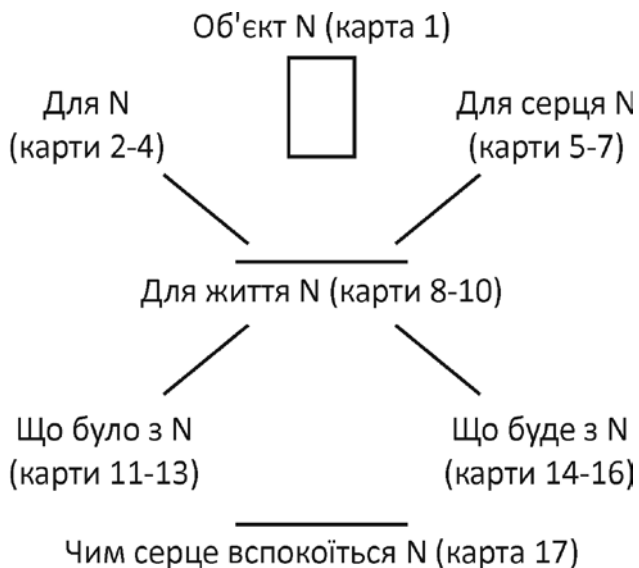 Об'єкт N (карта 1)
Для N
(карти 2-4)
Для серця N
(карти 5-7)
Для життя N (карти 8-10)
Що було з N
(карти 11-13)
Що буде з N
(карти 14-16)
Чим серце вспокоїться N (карта 17)